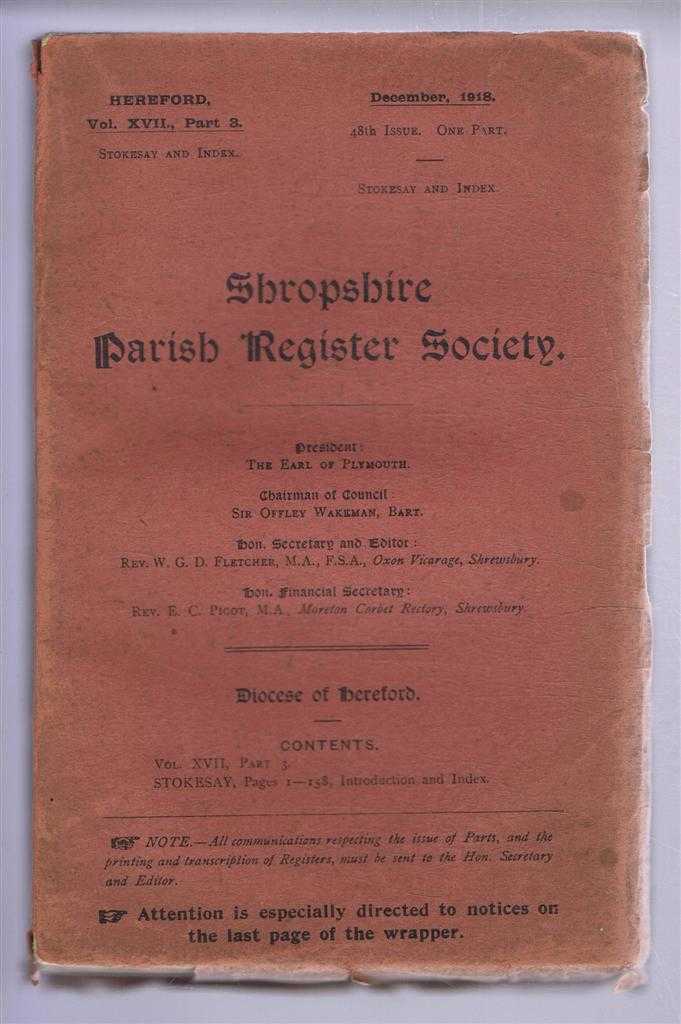 HEREFORD,
Vol. XVII., Part 3.
STOKESAY AND INDEX.
December, 1918.
48th ISSUE. ONE PART.
STOKESAY AND INDEX.
Shropshire
Parish Register Society.
President:
THE EARL OF PLYMOUTH.
Chairman of Council:
SIR OFFLEY WAKEMAN, BART.
Hon. Secretary and Editor:
REV. W. G. D. FLETCHER, M.A., F.S.A., Oxon Vicarage, Shrewsbury.
Hon. Financial Secretary:
REV. E. C. PIGOT, M.A., Moreton Corbet Rectory, Shrewsbury.
Diocese of Hereford.
CONTENTS.
VOL. XVII, PART 3.
STOKESAY, Pages 1—158, Introduction and Index.
☞ NOTE.—All communications respecting the issue of Parts, and the
printing and transcription of Registers, must be sent to the Hon. Secretary
and Editor.
☞ Attention is especially directed to notices on
the last page of the wrapper.